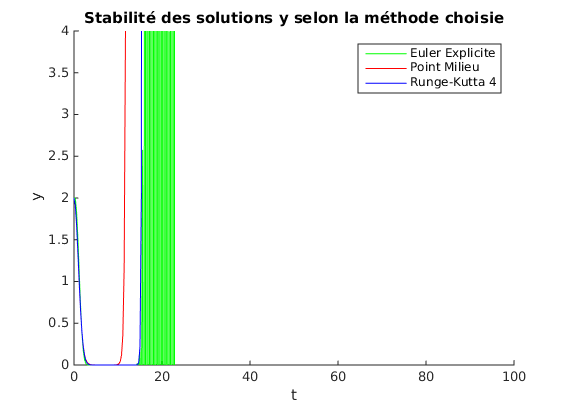 Stabilité des solutions y selon la méthode choisie
4
3.5
3
2.5
2
1.5
1
0.5
0
y
Euler Explicite
Point Milieu
Runge-Kutta 4
0 20 40 60 80 100
t